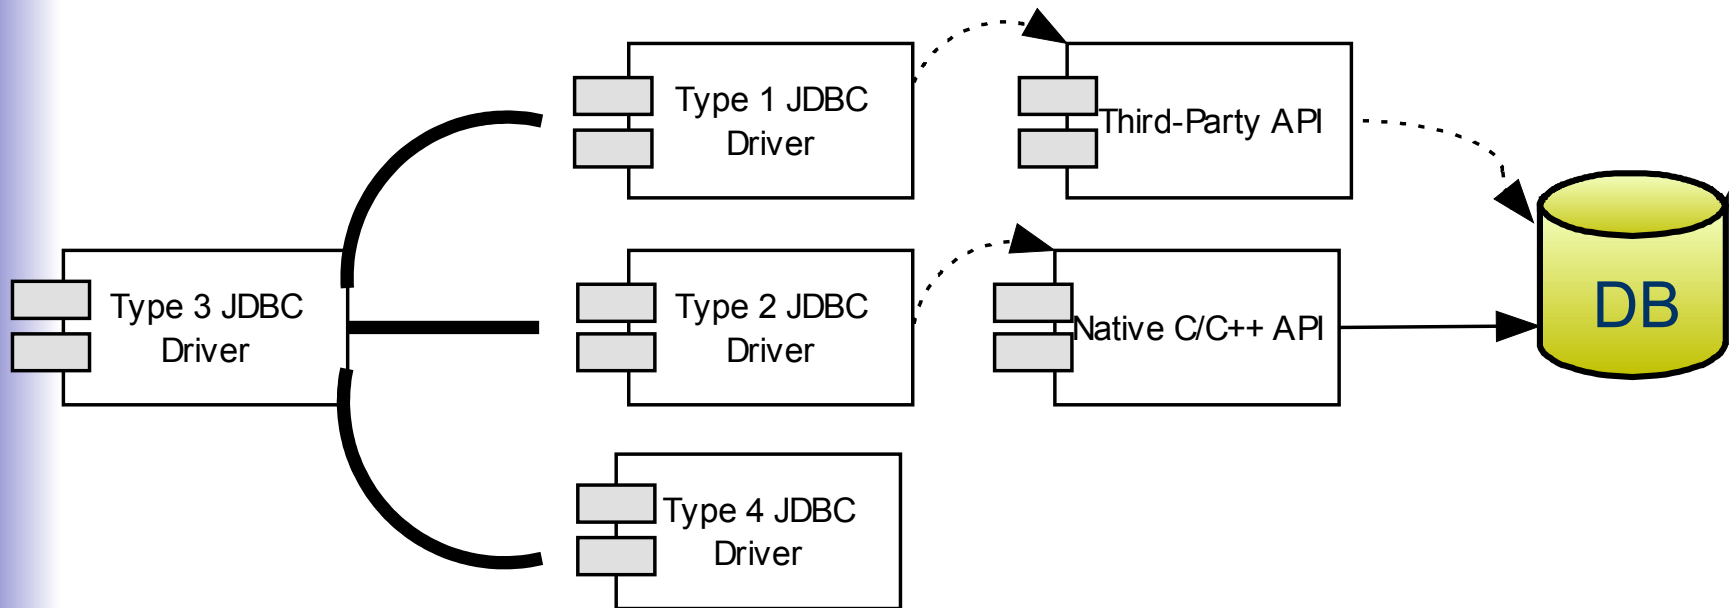 Type 1 JDBC
Driver
Third-Party API
Type 3 JDBC
Driver
Type 2 JDBC
Driver
Native C/C++ API
DB
Type 4 JDBC
Driver